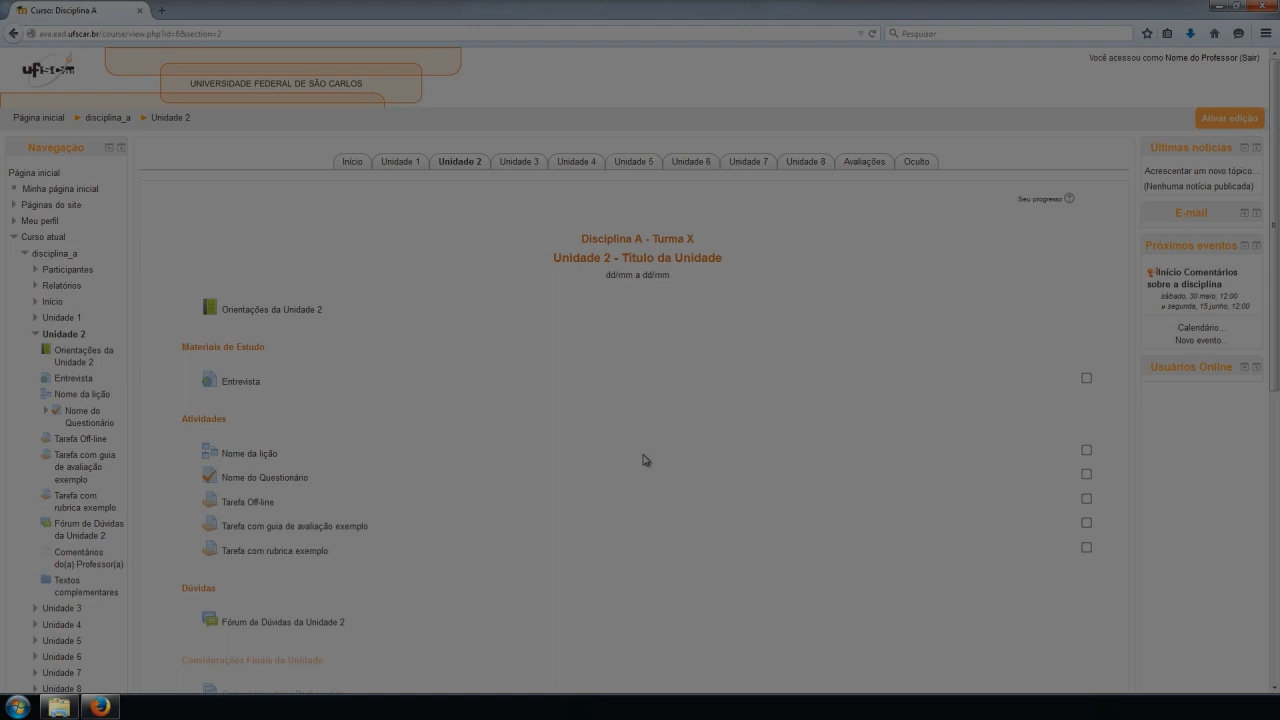 Curso: Disciplina A
ava.ead.ufscar.br/course/view.php?id=6&section=2
Pesquisar
ufscar
UNIVERSIDADE FEDERAL DE SÃO CARLOS
Você acessou como Nome do Professor (Sair)
Página inicial ► disciplina_a ► Unidade 2
Ativar edição
Navegação
Página inicial
Minha página inicial
Páginas do site
Meu perfil
Curso atual
disciplina_a
Participantes
Relatórios
Início
Unidade 1
Unidade 2
Orientações da
Unidade 2
Entrevista
Nome da lição
Nome do
Questionário
Tarefa Off-line
Tarefa com guia
de avaliação
exemplo
Tarefa com
rubrica exemplo
Fórum de Dúvidas
da Unidade 2
Comentários
do(a) Professor(a)
Textos
complementares
Unidade 3
Unidade 4
Unidade 5
Unidade 6
Unidade 7
Unidade 8
Início Unidade 1 Unidade 2 Unidade 3 Unidade 4 Unidade 5 Unidade 6 Unidade 7 Unidade 8 Avaliações Oculto
Seu progresso
Disciplina A - Turma X
Unidade 2 - Título da Unidade
dd/mm a dd/mm
Orientações da Unidade 2
Materiais de Estudo
Entrevista
Atividades
Nome da lição
Nome do Questionário
Tarefa Off-line
Tarefa com guia de avaliação exemplo
Tarefa com rubrica exemplo
Dúvidas
Fórum de Dúvidas da Unidade 2
Considerações Finais da Unidade
Últimas notícias
Acrescentar um novo tópico...
(Nenhuma notícia publicada)
E-mail
Próximos eventos
Início Comentários
sobre a disciplina
sábado, 30 maio, 12:00
» segunda, 15 junho, 12:00
Calendário...
Novo evento...
Usuários Online